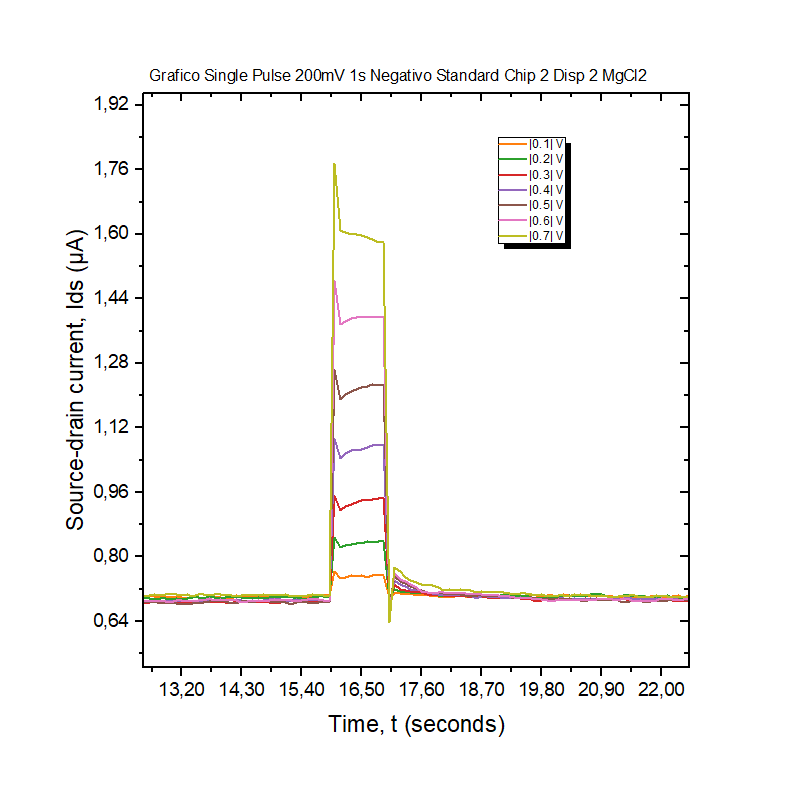 Grafico Single Pulse 200mV 1s Negativo Standard Chip 2 Disp 2 MgCl2
1,92
1,76
1,60
1,44
1,28
1,12
0,96
0,80
0,64
Source-drain current, Ids (µA)
|0.1| V
|0.2| V
|0.3| V
|0.4| V
|0.5| V
|0.6| V
|0.7| V
13,20 14,30 15,40 16,50 17,60 18,70 19,80 20,90 22,00
Time, t (seconds)